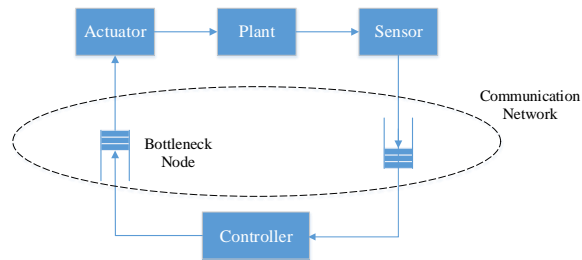 Actuator
Plant
Sensor
Communication
Network
Bottleneck
Node
Controller